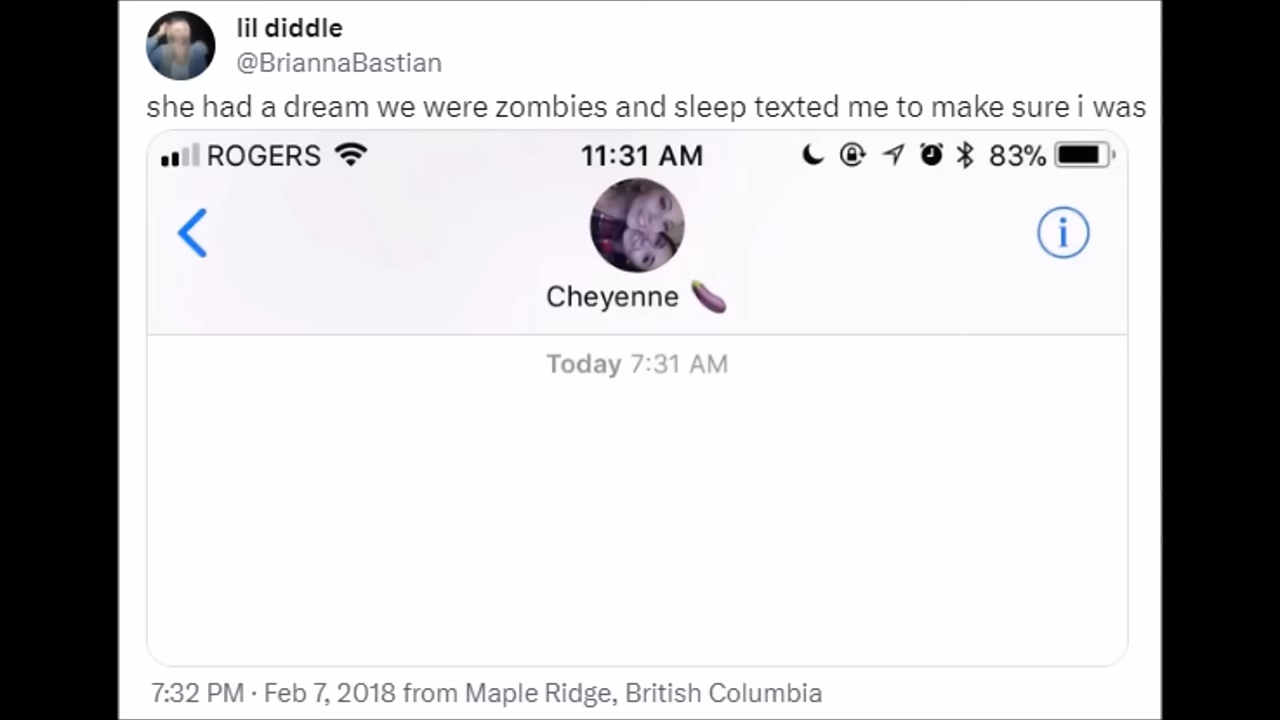 lil diddle
@BriannaBastian
she had a dream we were zombies and sleep texted me to make sure i was
ROGERS 11:31 AM 83%
Cheyenne 🍆
Today 7:31 AM
7:32 PM · Feb 7, 2018 from Maple Ridge, British Columbia